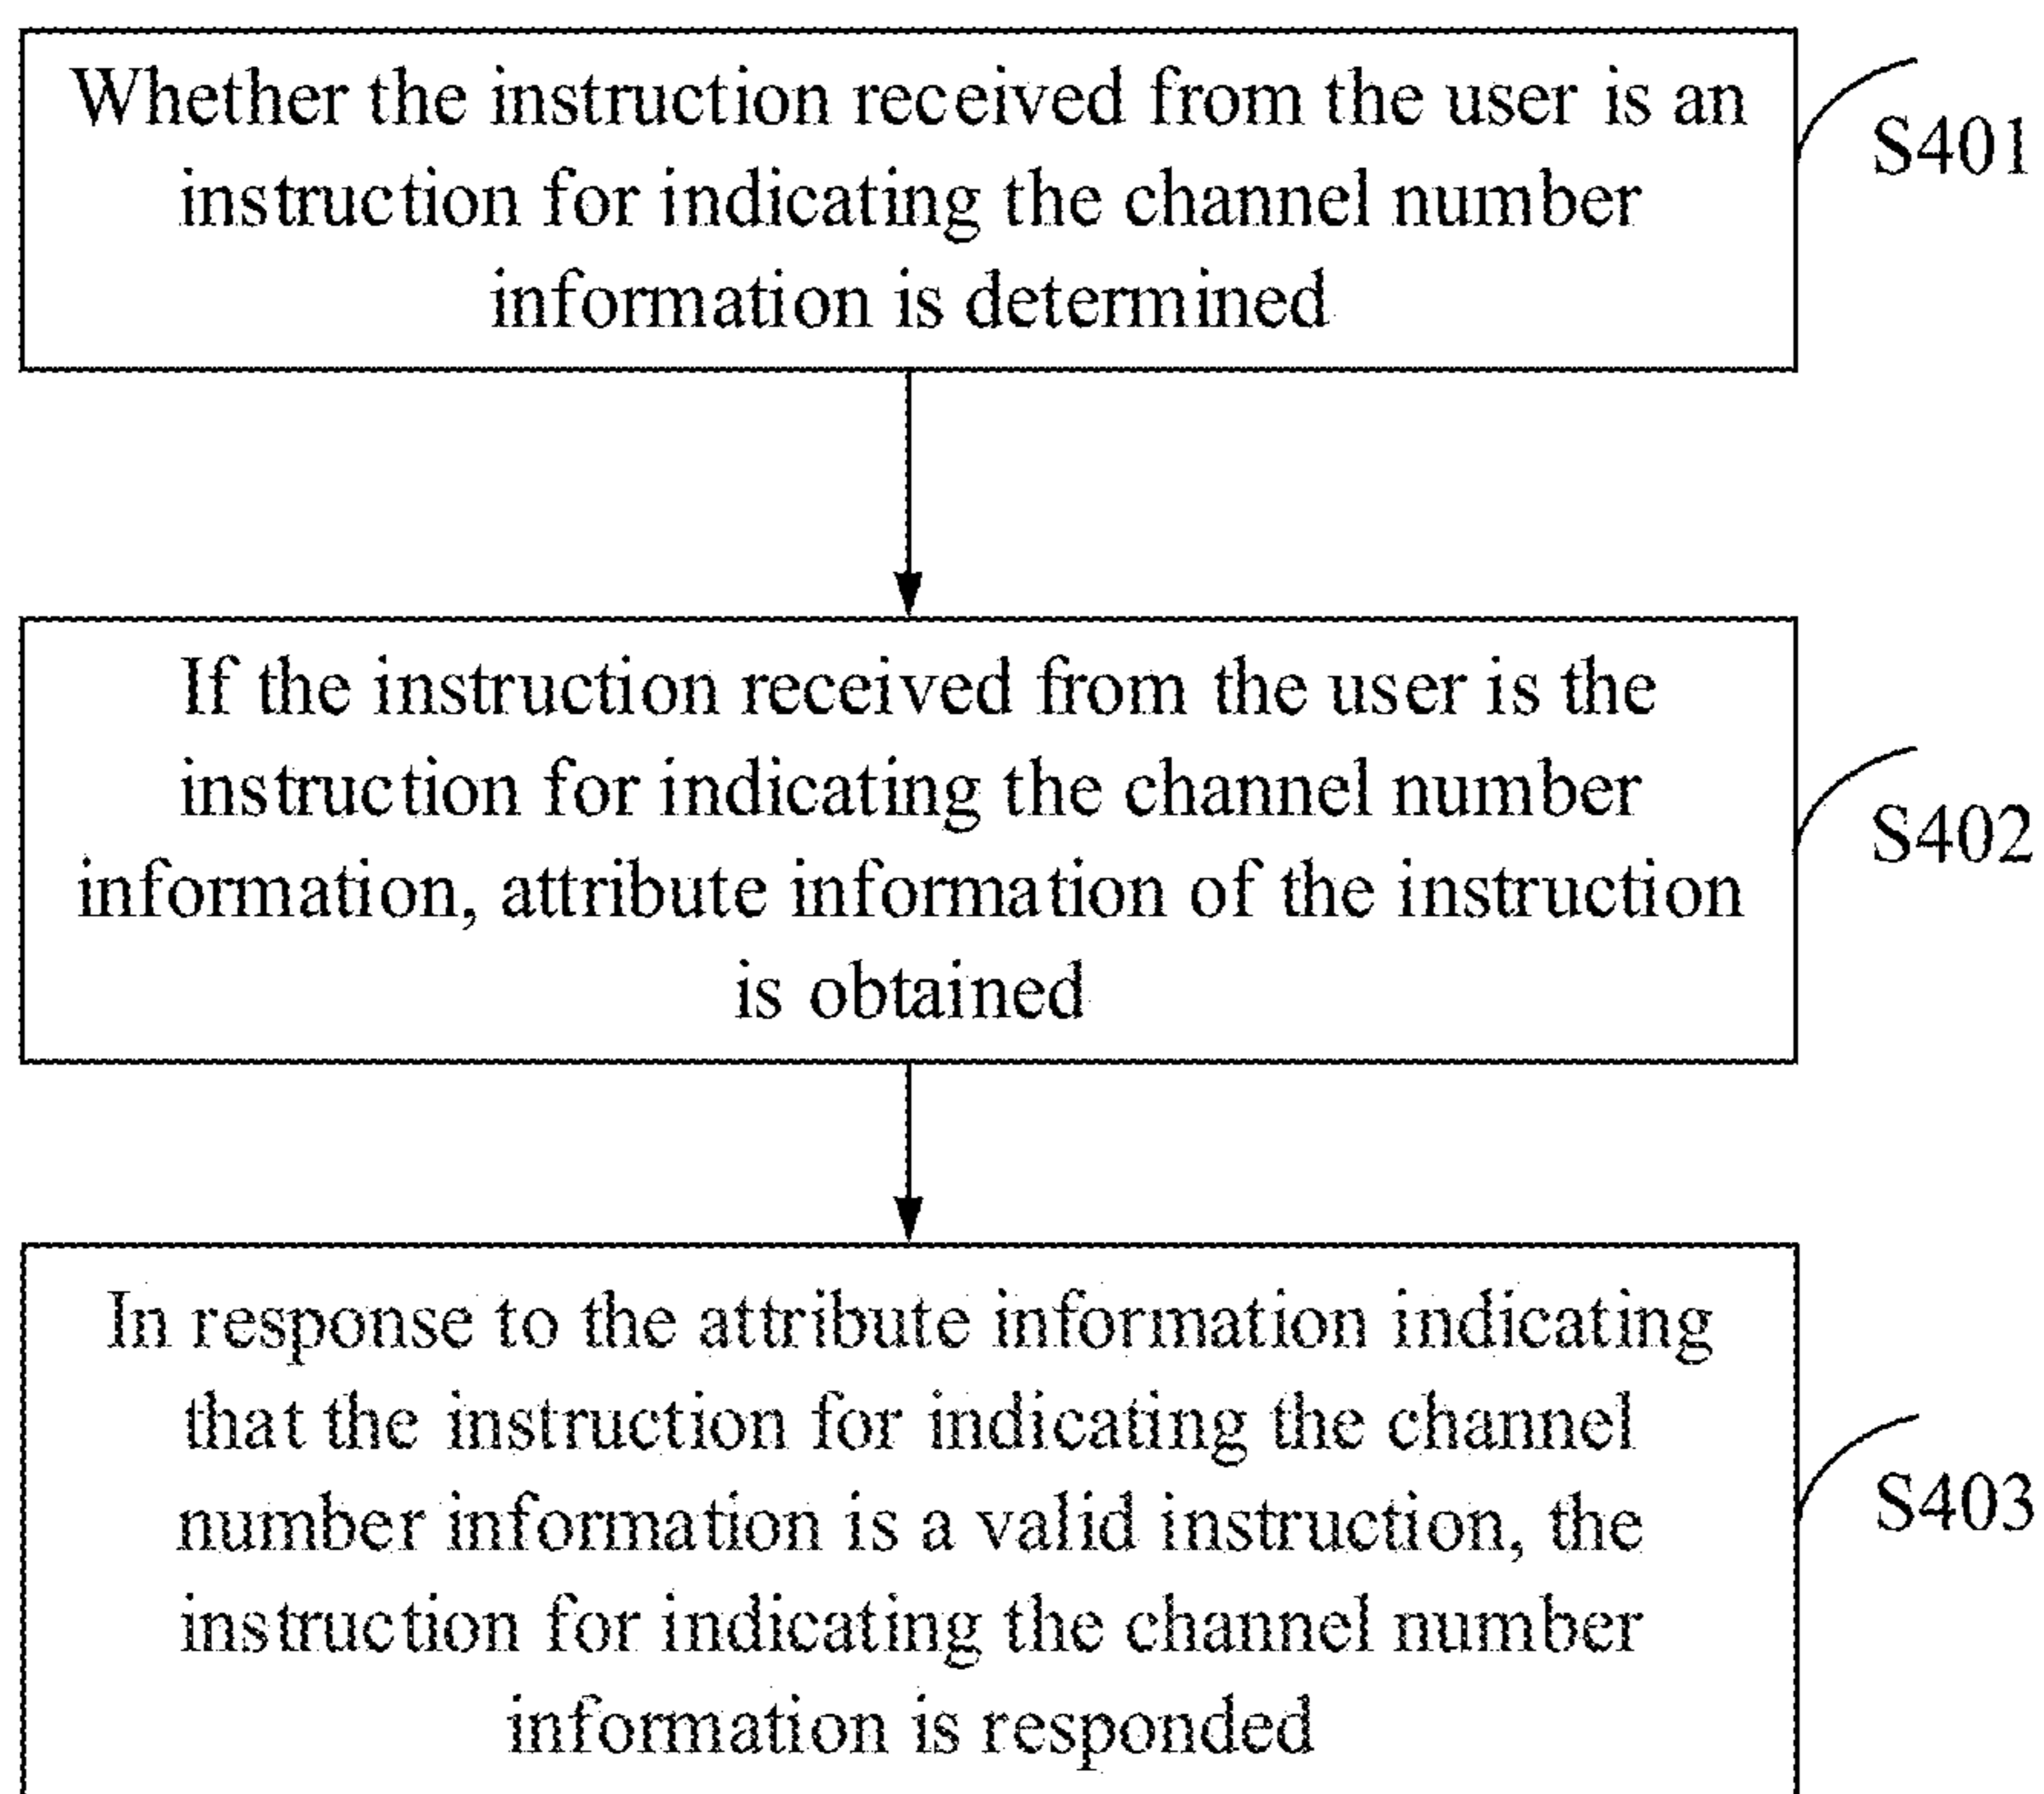 Whether the instruction received from the user is an
instruction for indicating the channel number
information is determined
S401
If the instruction received from the user is the
instruction for indicating the channel number
information, attribute information of the instruction
is obtained
S402
In response to the attribute information indicating
that the instruction for indicating the channel
number information is a valid instruction, the
instruction for indicating the channel number
information is responded
S403